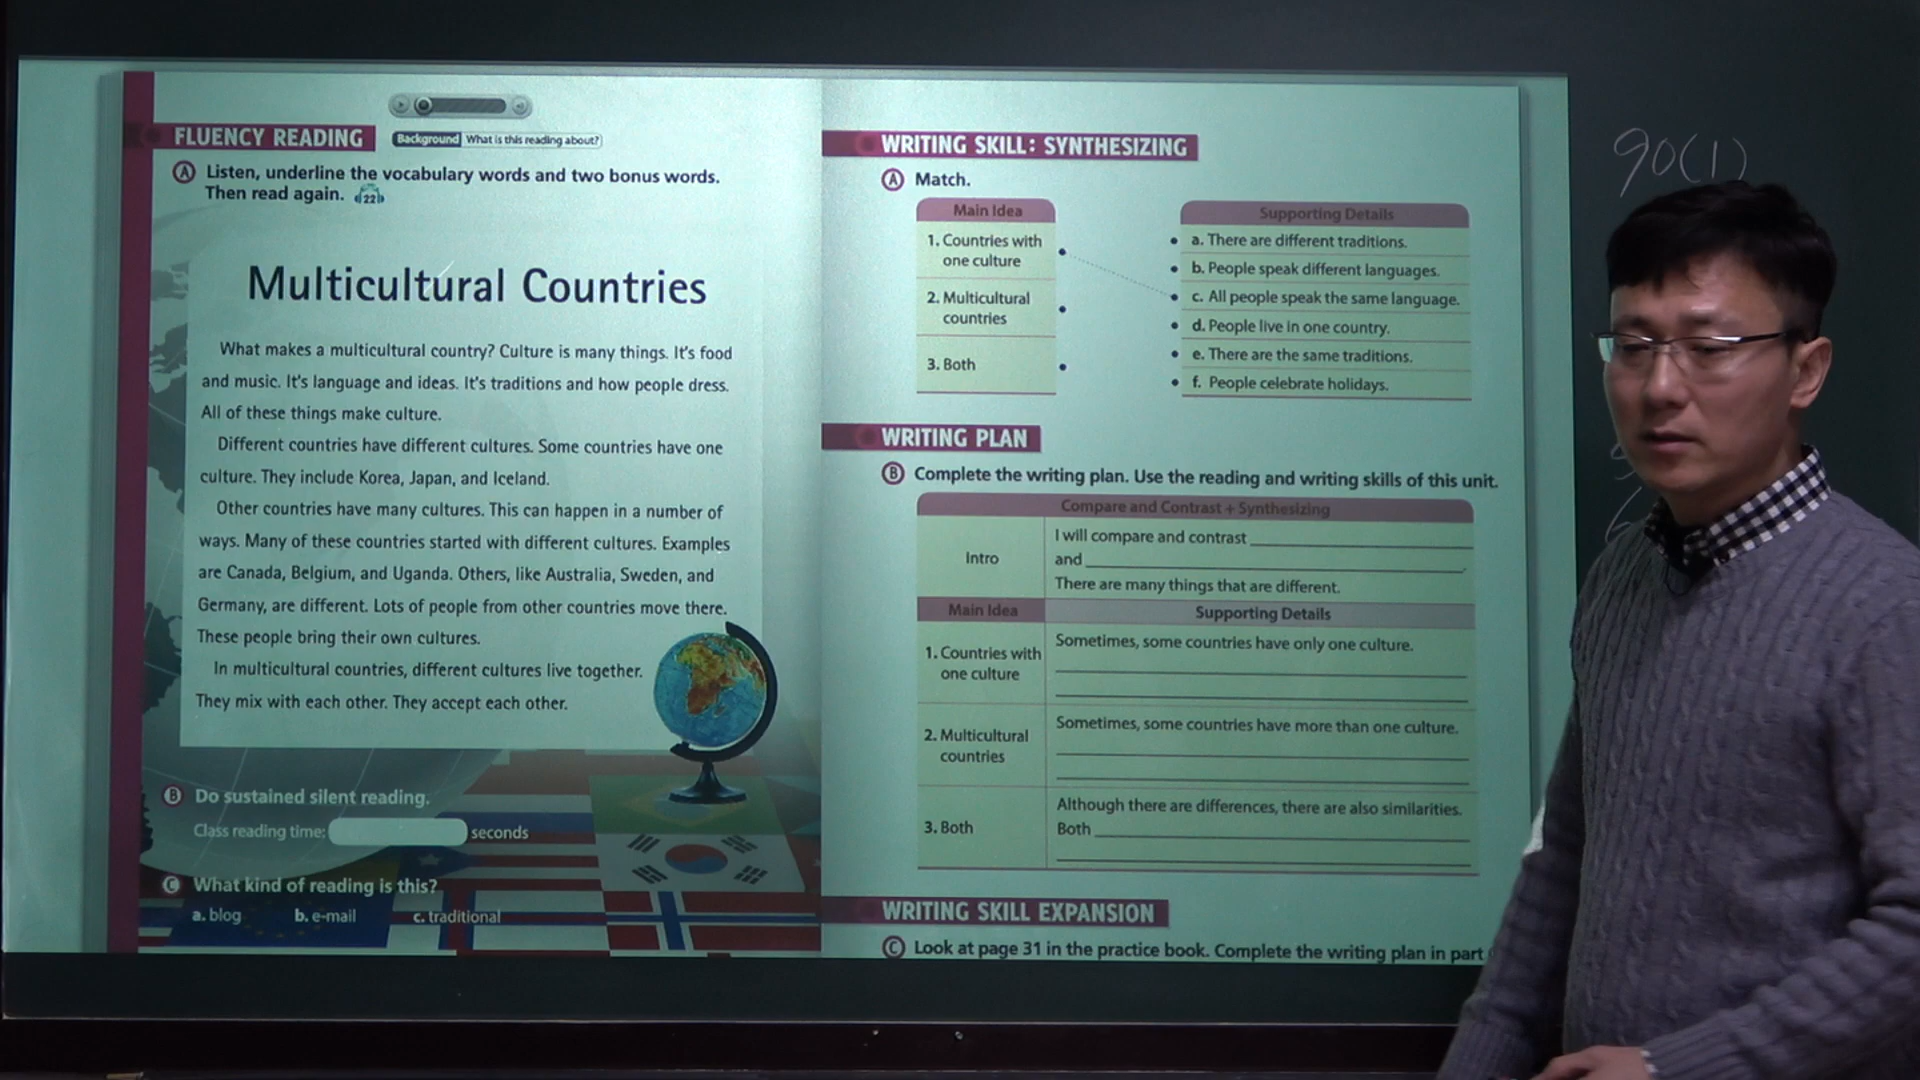 FLUENCY READING
Background What is this reading about?
A Listen, underline the vocabulary words and two bonus words.
Then read again. 22
Multicultural Countries
What makes a multicultural country? Culture is many things. It's food
and music. It's language and ideas. It's traditions and how people dress.
All of these things make culture.
Different countries have different cultures. Some countries have one
culture. They include Korea, Japan, and Iceland.
Other countries have many cultures. This can happen in a number of
ways. Many of these countries started with different cultures. Examples
are Canada, Belgium, and Uganda. Others, like Australia, Sweden, and
Germany, are different. Lots of people from other countries move there.
These people bring their own cultures.
In multicultural countries, different cultures live together.
They mix with each other. They accept each other.
B Do sustained silent reading.
Class reading time: seconds
C What kind of reading is this?
a. blog b. e-mail c. traditional
WRITING SKILL: SYNTHESIZING
A Match.
Main Idea
1. Countries with
one culture
2. Multicultural
countries
3. Both
Supporting Details
a. There are different traditions.
b. People speak different languages.
c. All people speak the same language.
d. People live in one country.
e. There are the same traditions.
f. People celebrate holidays.
WRITING PLAN
B Complete the writing plan. Use the reading and writing skills of this unit.
Compare and Contrast + Synthesizing
Intro
I will compare and contrast
and .
There are many things that are different.
Main Idea Supporting Details
1. Countries with
one culture
Sometimes, some countries have only one culture.
2. Multicultural
countries
Sometimes, some countries have more than one culture.
3. Both
Although there are differences, there are also similarities.
Both
WRITING SKILL EXPANSION
C Look at page 31 in the practice book. Complete the writing plan in part
90(1)